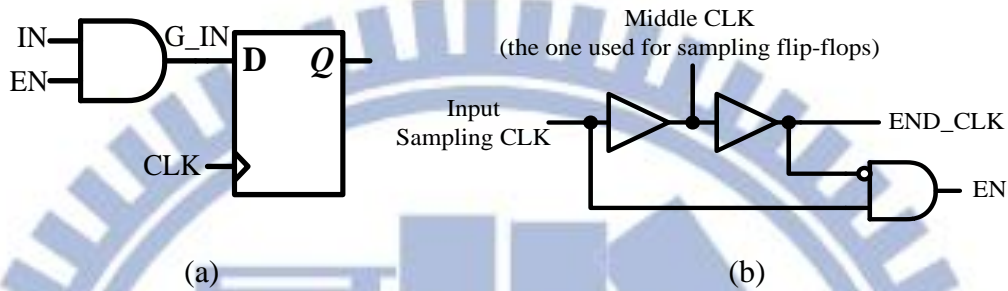 IN
EN
G_IN
D
Q
CLK
(a)
Middle CLK
(the one used for sampling flip-flops)
Input
Sampling CLK
END_CLK
EN
(b)